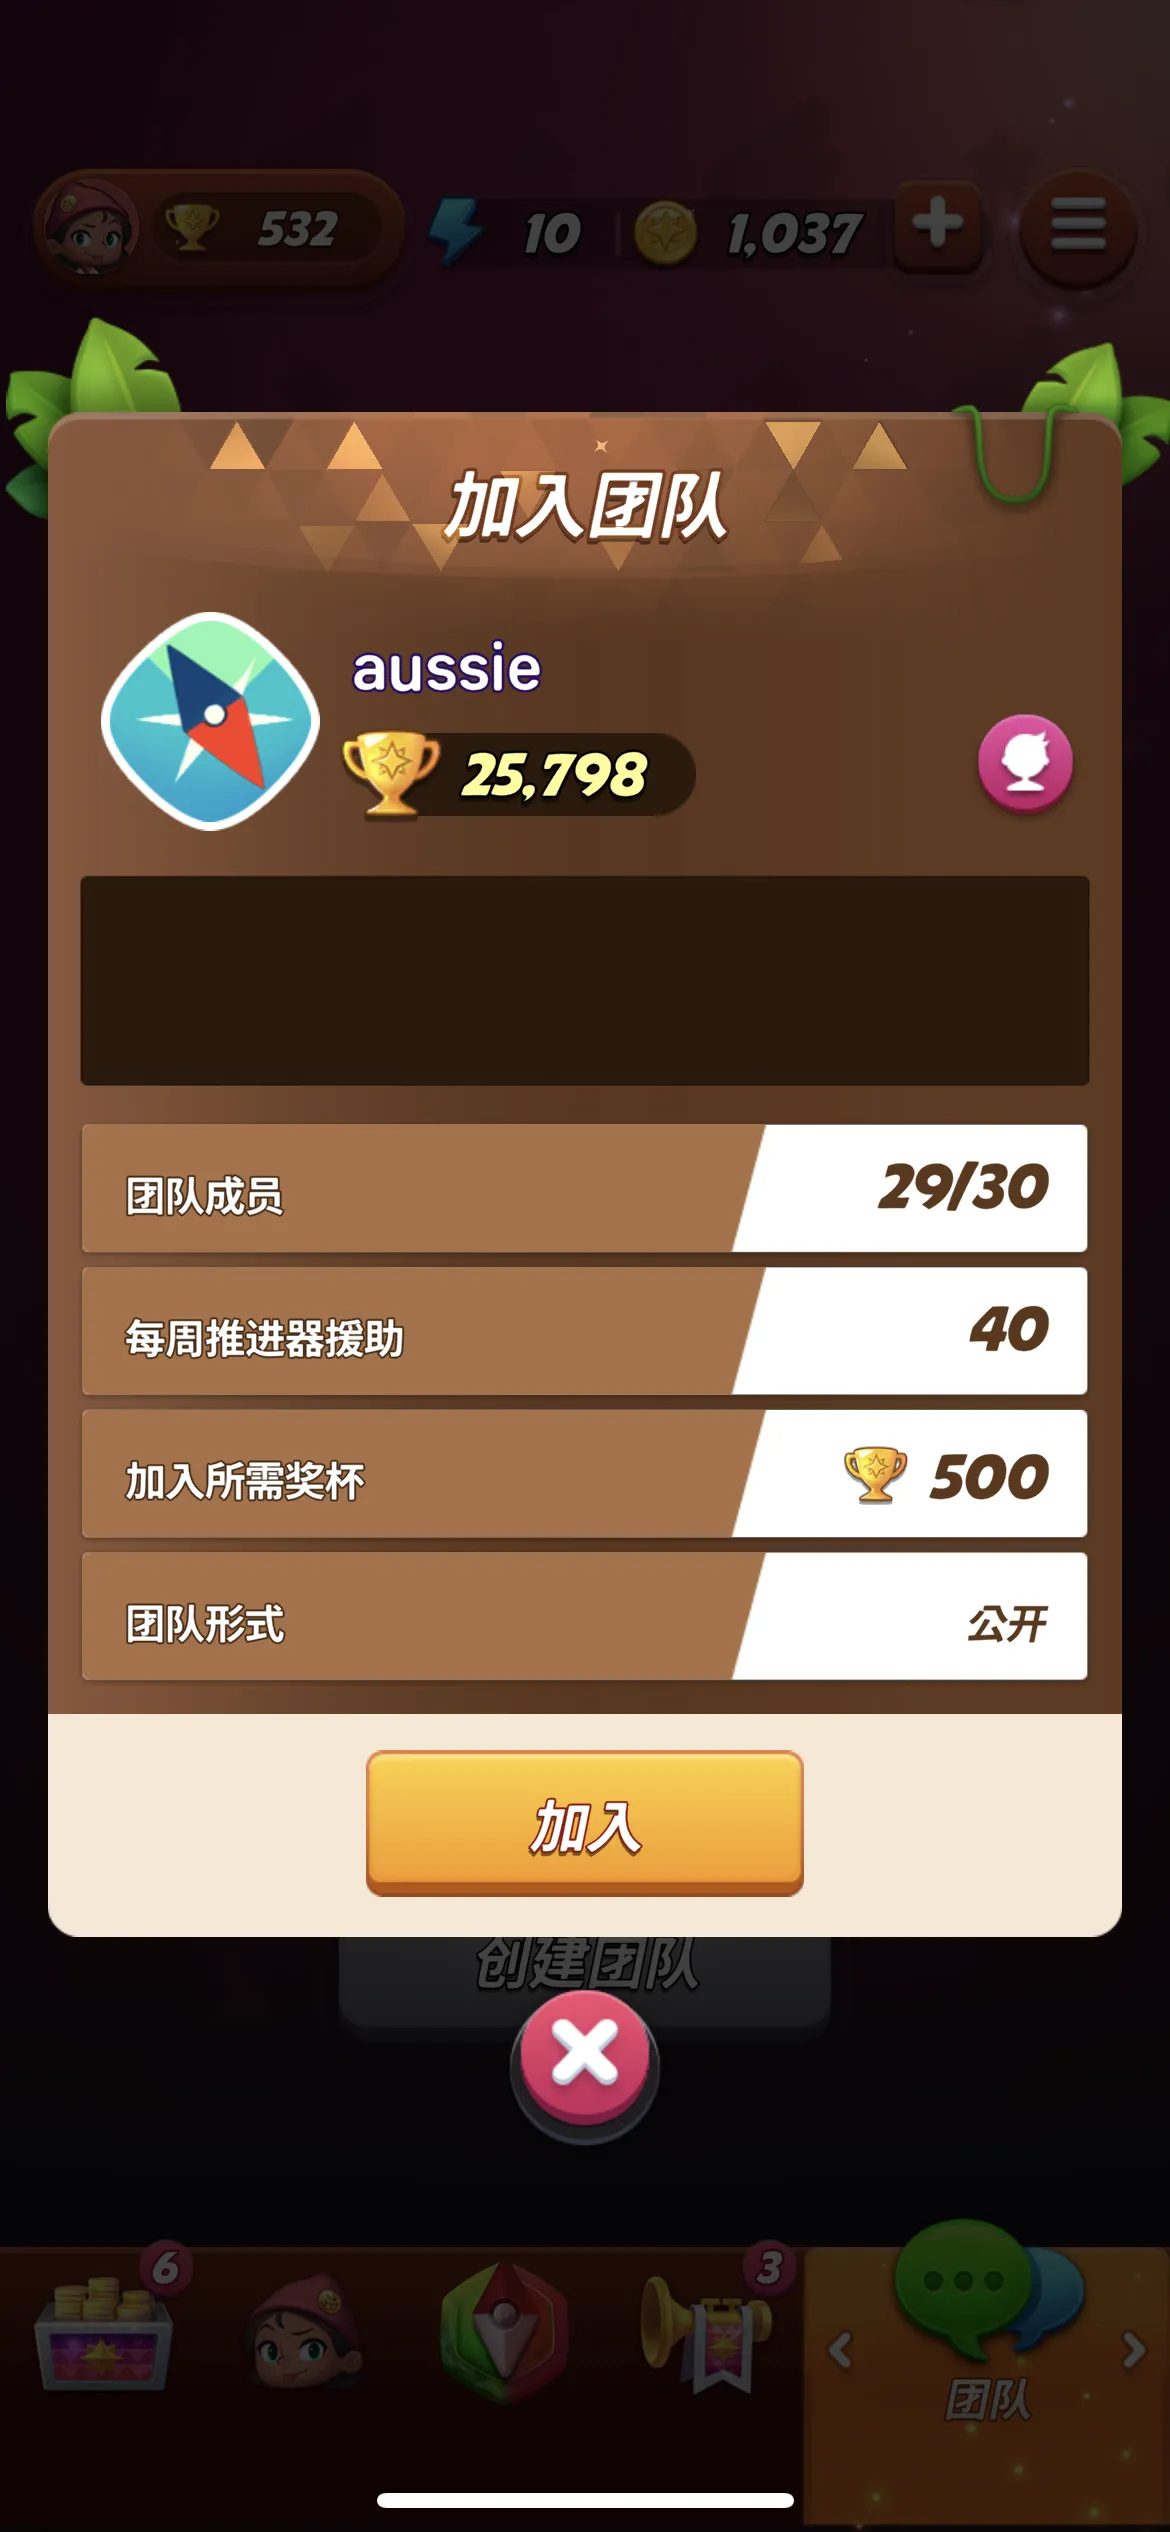 532
10
1,037
加入团队
aussie
25,798
团队成员
29/30
每周推进器援助
40
加入所需奖杯
500
团队形式
公开
加入
创建团队
6
3
团队